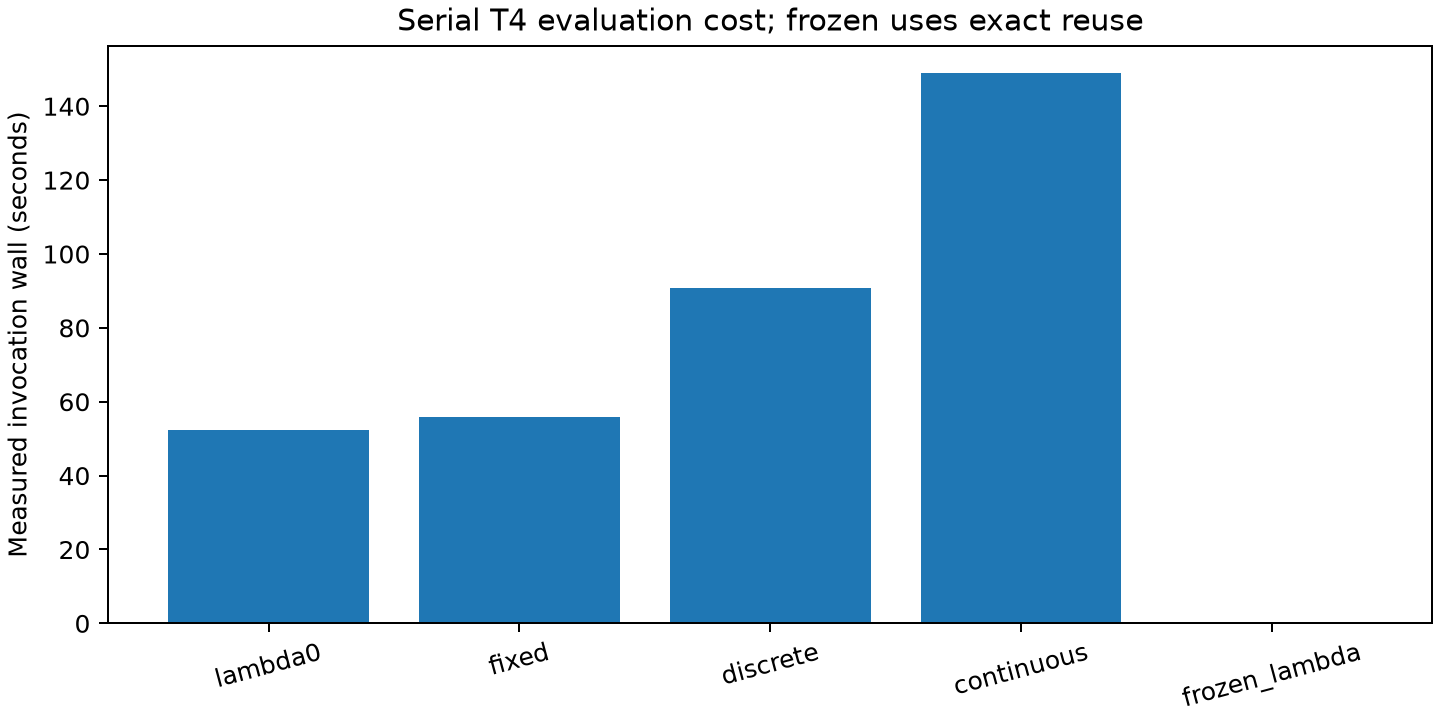 Serial T4 evaluation cost; frozen uses exact reuse
Measured invocation wall (seconds)
140
120
100
80
60
40
20
0
lambda0
fixed
discrete
continuous
frozen_lambda